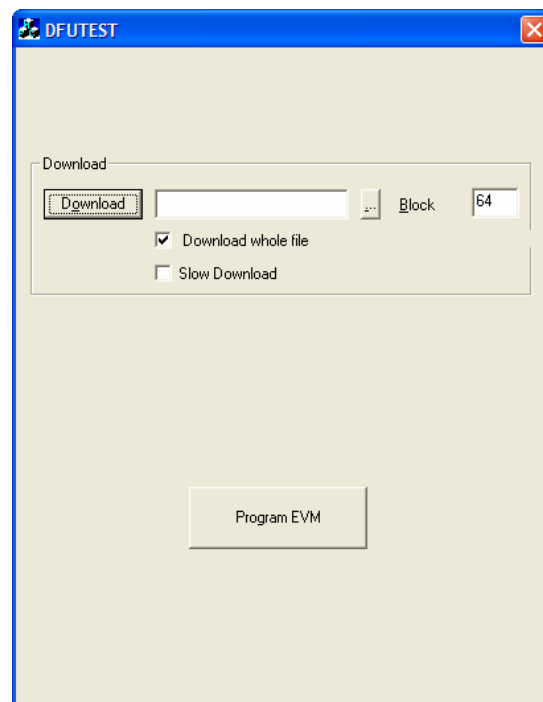 DFUTEST
Download
Download ... Block 64
Download whole file
Slow Download
Program EVM